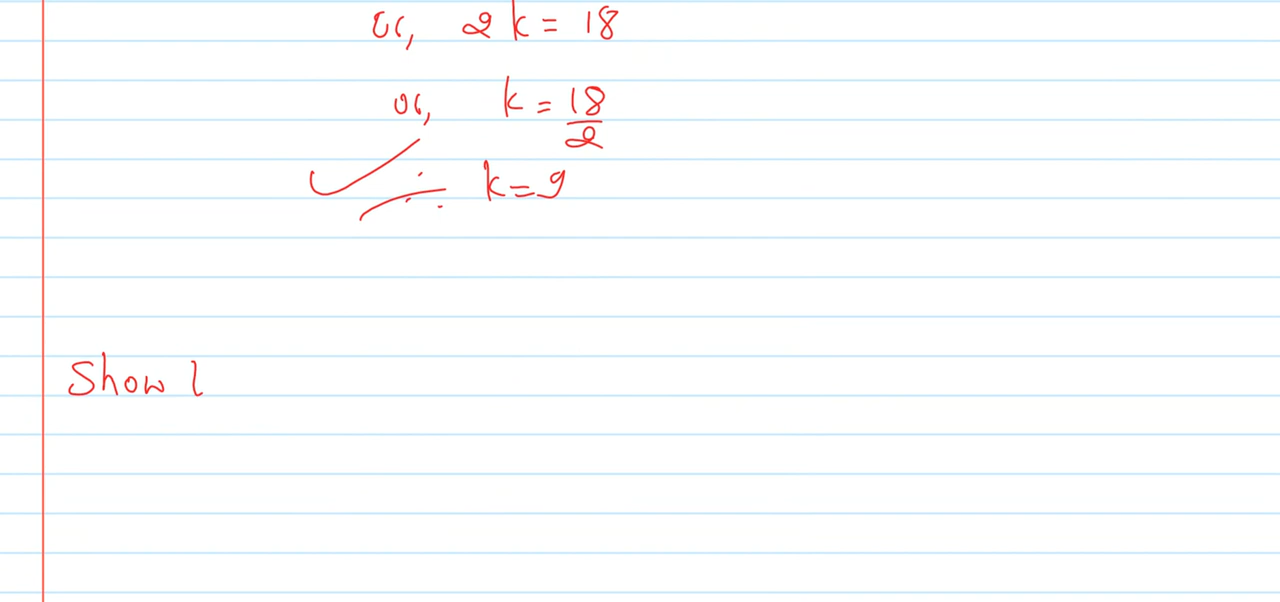 or, 2k = 18
or, k = 18/2
∴ k = 9
Show